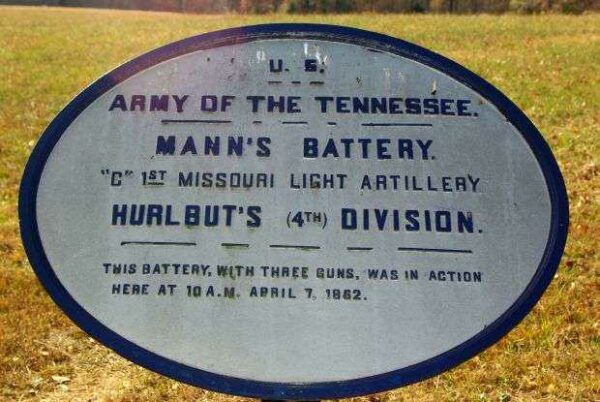 U. S.
ARMY OF THE TENNESSEE.
MANN'S BATTERY.
"C" 1ST MISSOURI LIGHT ARTILLERY
HURLBUT'S (4TH) DIVISION.
THIS BATTERY, WITH THREE GUNS, WAS IN ACTION
HERE AT 10 A.M. APRIL 7, 1862.